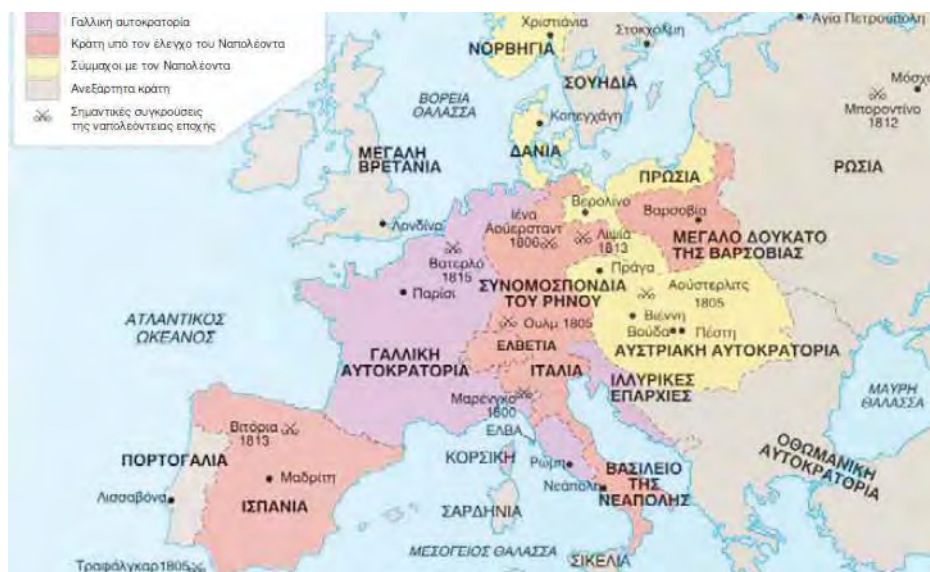 Γαλλική αυτοκρατορία
Κράτη υπό τον έλεγχο του Ναπολέοντα
Σύμμαχοι με τον Ναπολέοντα
Ανεξάρτητα κράτη
Σημαντικές συγκρούσεις
της ναπολεόντειας εποχής
Χριστιάνια
ΝΟΡΒΗΓΙΑ
Στοκχόλμη
ΣΟΥΗΔΙΑ
Αγία Πετρούπολη
Μόσχα
Μποροντίνο
1812
ΡΩΣΙΑ
ΒΟΡΕΙΑ
ΘΑΛΑΣΣΑ
Κοπεγχάγη
ΔΑΝΙΑ
ΜΕΓΑΛΗ
ΒΡΕΤΑΝΙΑ
Λονδίνο
ΠΡΩΣΙΑ
Βερολίνο
Βαρσοβία
ΜΕΓΑΛΟ ΔΟΥΚΑΤΟ
ΤΗΣ ΒΑΡΣΟΒΙΑΣ
Ιένα
Αούερσταντ
1806
Λιψία
1813
Βατερλό
1815
Παρίσι
Πράγα
ΣΥΝΟΜΟΣΠΟΝΔΙΑ
ΤΟΥ ΡΗΝΟΥ
Αούστερλιτς
1805
Βιέννη
Ουλμ 1805
Βούδα
Πέστη
ΕΛΒΕΤΙΑ
ΑΥΣΤΡΙΑΚΗ ΑΥΤΟΚΡΑΤΟΡΙΑ
ΑΤΛΑΝΤΙΚΟΣ
ΩΚΕΑΝΟΣ
ΓΑΛΛΙΚΗ
ΑΥΤΟΚΡΑΤΟΡΙΑ
ΙΤΑΛΙΑ
ΙΛΛΥΡΙΚΕΣ
ΕΠΑΡΧΙΕΣ
ΜΑΥΡΗ
ΘΑΛΑΣΣΑ
Μαρένγκο
1800
ΕΛΒΑ
ΚΟΡΣΙΚΗ
Βιτόρια
1813
ΠΟΡΤΟΓΑΛΙΑ
Μαδρίτη
Λισσαβόνα
ΙΣΠΑΝΙΑ
Ρώμη
Νεάπολη
ΒΑΣΙΛΕΙΟ
ΤΗΣ
ΝΕΑΠΟΛΗΣ
ΟΘΩΜΑΝΙΚΗ
ΑΥΤΟΚΡΑΤΟΡΙΑ
ΣΑΡΔΗΝΙΑ
ΜΕΣΟΓΕΙΟΣ ΘΑΛΑΣΣΑ
ΣΙΚΕΛΙΑ
Τραφάλγκαρ 1805